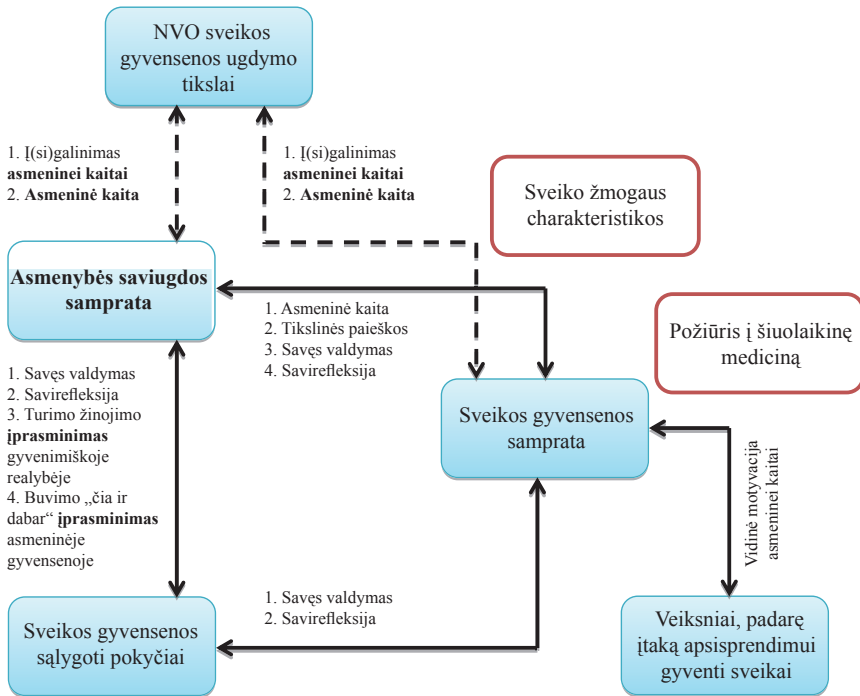 NVO sveikos
gyvensenos ugdymo
tikslai
1. Į(si)galinimas
asmeninei kaitai
2. Asmeninė kaita
1. Į(si)galinimas
asmeninei kaitai
2. Asmeninė kaita
Sveiko žmogaus
charakteristikos
Asmenybės saviugdos
samprata
1. Asmeninė kaita
2. Tikslinės paieškos
3. Savęs valdymas
4. Savirefleksija
Požiūris į šiuolaikinę
mediciną
1. Savęs valdymas
2. Savirefleksija
3. Turimo žinojimo
įprasminimas
gyvenimiškoje
realybėje
4. Buvimo „čia ir
dabar“ įprasminimas
asmeninėje
gyvensenoje
Sveikos gyvensenos
samprata
Vidinė motyvacija
asmeninei kaitai
1. Savęs valdymas
2. Savirefleksija
Sveikos gyvensenos
sąlygoti pokyčiai
Veiksniai, padarę
įtaką apsisprendimui
gyventi sveikai